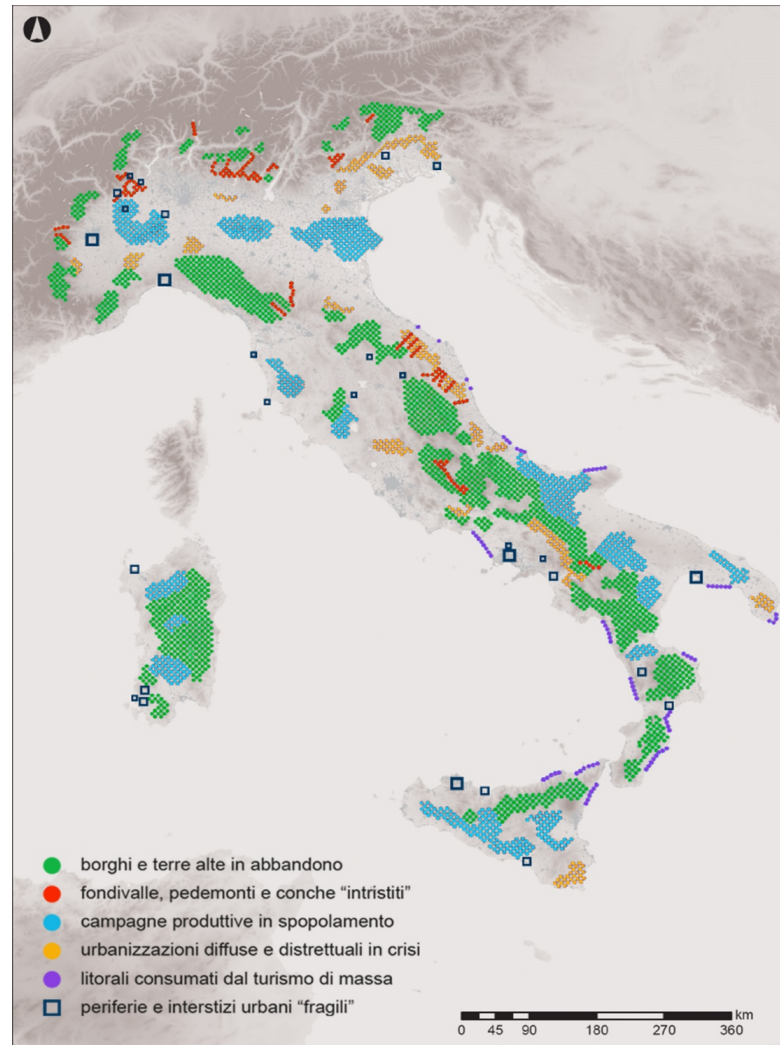 borghi e terre alte in abbandono
fondivalle, pedemonti e conche “intristiti”
campagne produttive in spopolamento
urbanizzazioni diffuse e distrettuali in crisi
litorali consumati dal turismo di massa
periferie e interstizi urbani “fragili”
km
0 45 90 180 270 360